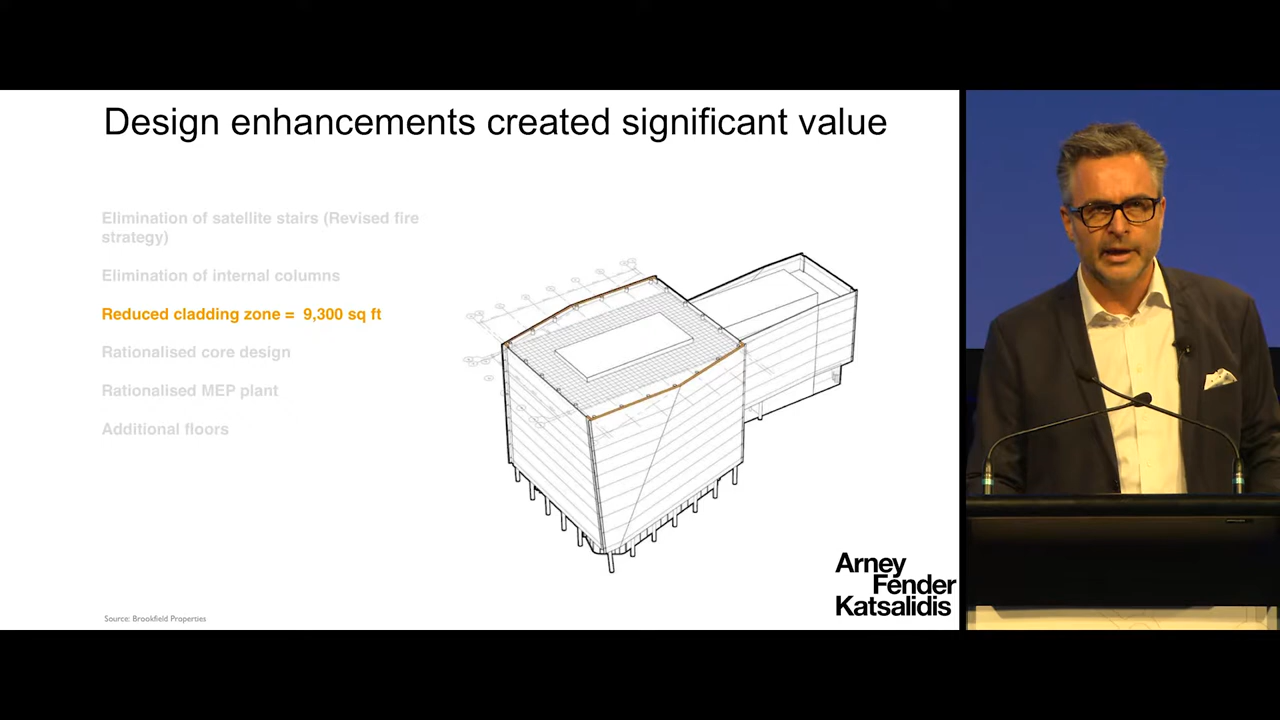 Design enhancements created significant value
Elimination of satellite stairs (Revised fire
strategy)
Elimination of internal columns
Reduced cladding zone = 9,300 sq ft
Rationalised core design
Rationalised MEP plant
Additional floors
Arney
Fender
Katsalidis
Source: Brookfield Properties